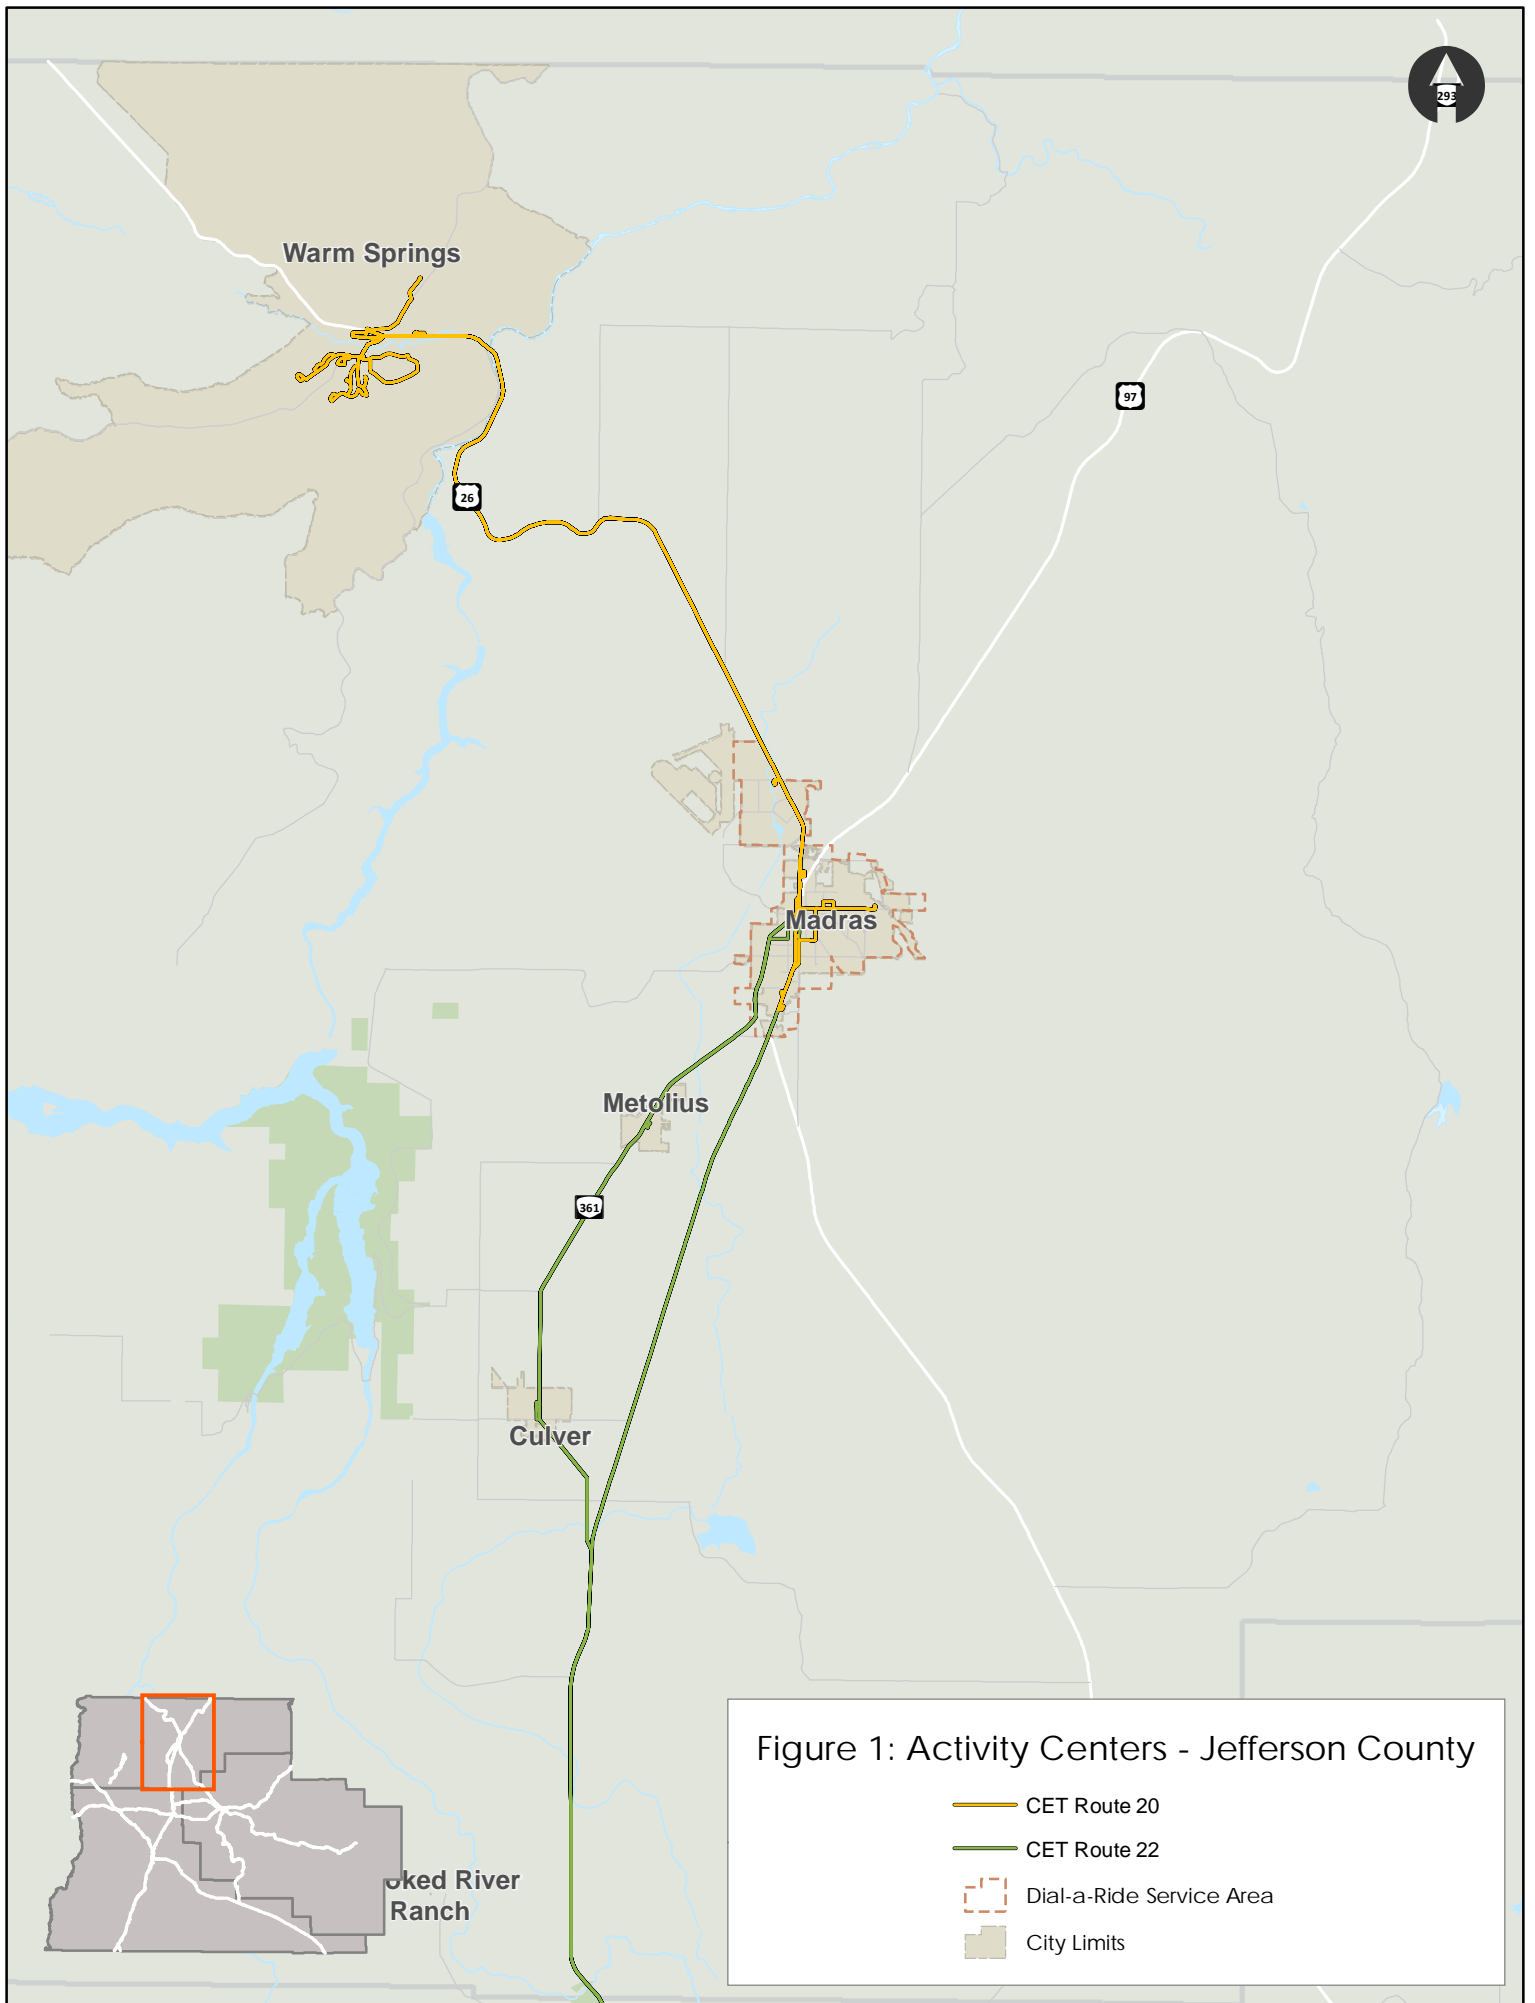 293
Warm Springs
97
26
Madras
Metolius
361
Culver
oked River
Ranch
Figure 1: Activity Centers - Jefferson County
CET Route 20
CET Route 22
Dial-a-Ride Service Area
City Limits